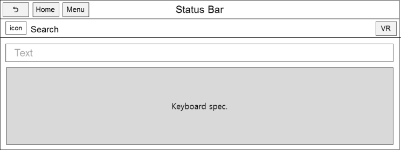 Home Menu Status Bar
icon Search VR
Text
Keyboard spec.